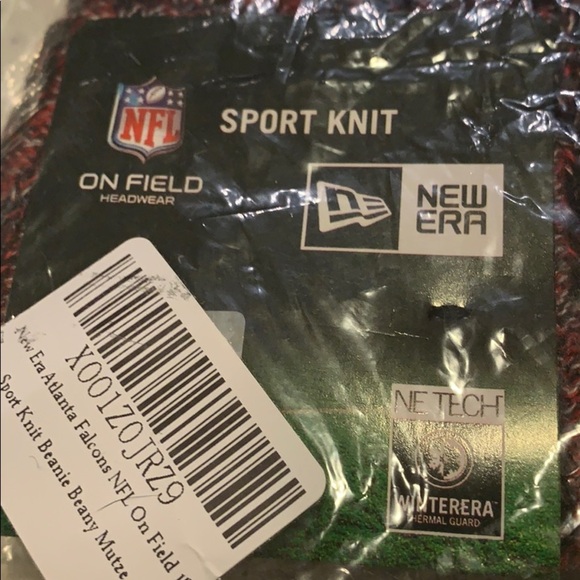 NFL
SPORT KNIT
ON FIELD
HEADWEAR
NEW
ERA
X001Z0JRZ9
New Era Atlanta Falcons NFL On Field
Sport Knit Beanie Beany Mutze
NE TECH
WINTERERA
THERMAL GUARD